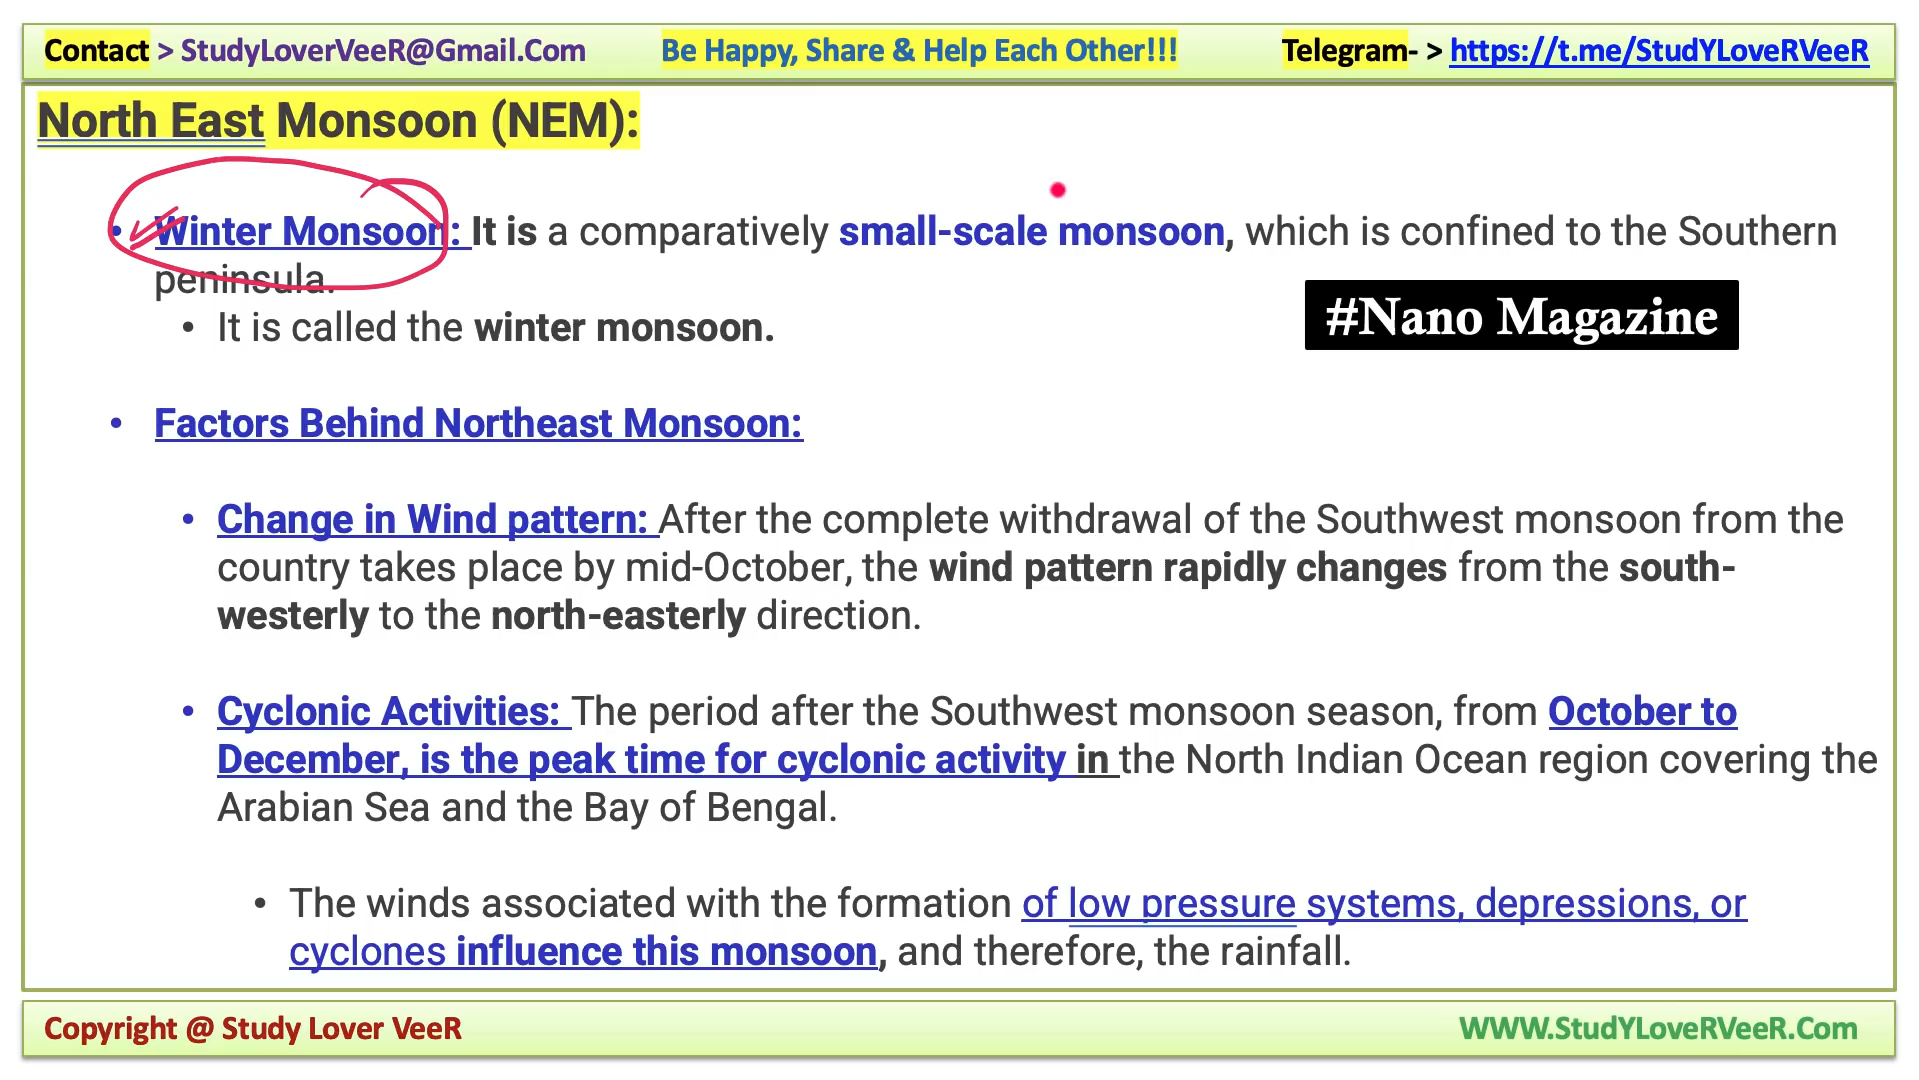 Contact > StudyLoverVeeR@Gmail.Com Be Happy, Share & Help Each Other!!! Telegram- > https://t.me/StudYLoveRVeeR
North East Monsoon (NEM):
• Winter Monsoon: It is a comparatively small-scale monsoon, which is confined to the Southern
peninsula.
#Nano Magazine
• It is called the winter monsoon.
• Factors Behind Northeast Monsoon:
• Change in Wind pattern: After the complete withdrawal of the Southwest monsoon from the
country takes place by mid-October, the wind pattern rapidly changes from the south-
westerly to the north-easterly direction.
• Cyclonic Activities: The period after the Southwest monsoon season, from October to
December, is the peak time for cyclonic activity in the North Indian Ocean region covering the
Arabian Sea and the Bay of Bengal.
• The winds associated with the formation of low pressure systems, depressions, or
cyclones influence this monsoon, and therefore, the rainfall.
Copyright @ Study Lover VeeR WWW.StudYLoveRVeeR.Com